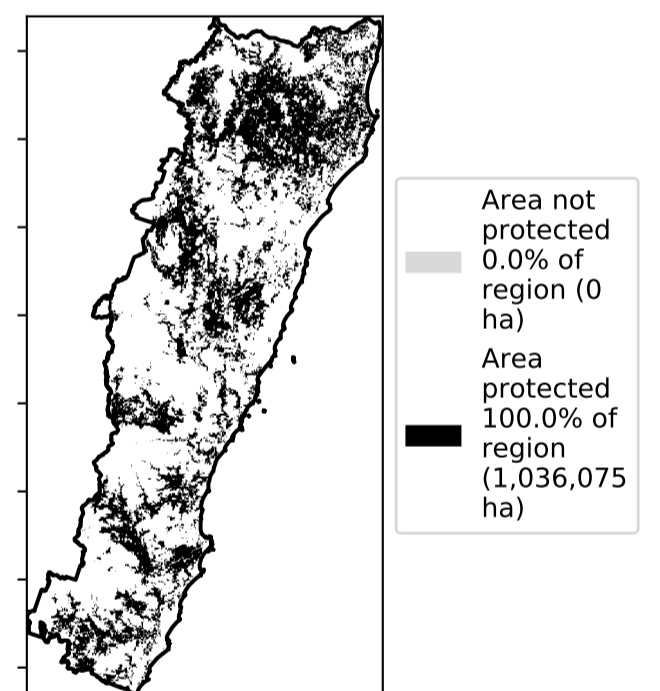 Area not
protected
0.0% of
region (0
ha)
Area
protected
100.0% of
region
(1,036,075
ha)